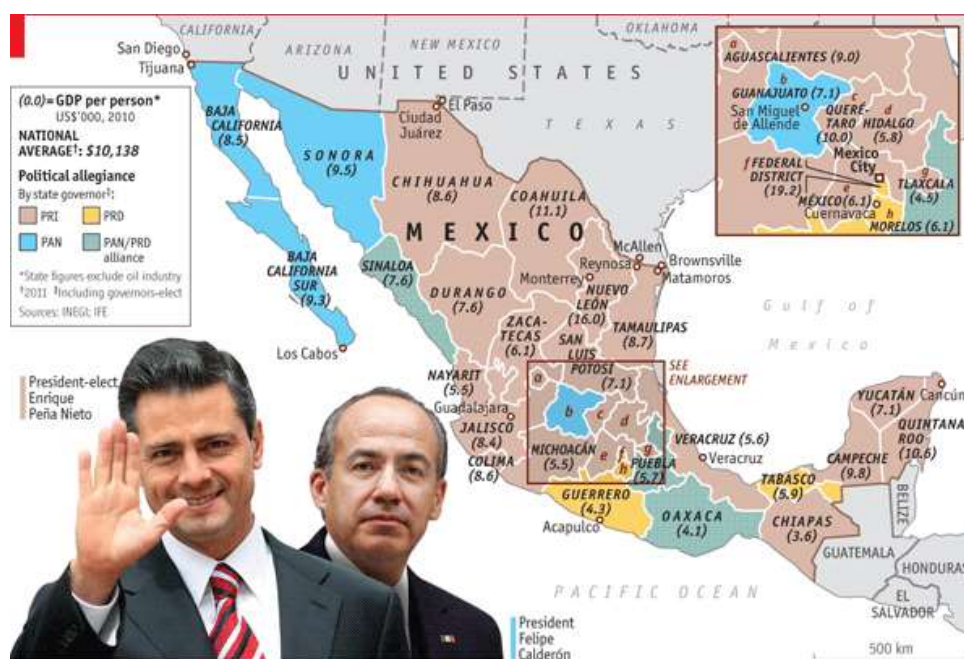 CALIFORNIA
ARIZONA
NEW MEXICO
OKLAHOMA
San Diego
Tijuana
UNITED STATES
El Paso
Ciudad
Juárez
TEXAS
(0.0)= GDP per person*
US$'000, 2010
NATIONAL
AVERAGE†: $10,138
Political allegiance
By state governor‡:
PRI
PRD
PAN
PAN/PRD
alliance
*State figures exclude oil industry
†2011 ‡Including governors-elect
Sources: INEGI; IFE
BAJA
CALIFORNIA
(8.5)
SONORA
(9.5)
CHIHUAHUA
(8.6)
COAHUILA
(11.1)
MEXICO
BAJA
CALIFORNIA
SUR
(9.3)
SINALOA
(7.6)
DURANGO
(7.6)
McAllen
Reynosa
Brownsville
Matamoros
Monterrey
NUEVO
LEÓN
(16.0)
ZACA-
TECAS
(6.1)
SAN
LUIS
POTOSÍ
(7.1)
TAMAULIPAS
(8.7)
Gulf of
Mexico
Los Cabos
SEE
ENLARGEMENT
NAYARIT
(5.5)
Guadalajara
JALISCO
(8.4)
COLIMA
(8.6)
MICHOACÁN
(5.5)
a
b
c
d
e
f
g
h
PUEBLA
(5.7)
VERACRUZ (5.6)
Veracruz
GUERRERO
(4.3)
Acapulco
OAXACA
(4.1)
TABASCO
(5.9)
CHIAPAS
(3.6)
CAMPECHE
(9.8)
YUCATÁN
(7.1)
Cancún
QUINTANA
ROO
(10.6)
BELIZE
GUATEMALA
HONDURAS
EL
SALVADOR
PACIFIC OCEAN
500 km
a
AGUASCALIENTES (9.0)
b
GUANAJUATO (7.1)
San Miguel
de Allende
c
QUERÉ-
TARO
(10.0)
d
HIDALGO
(5.8)
Mexico
City
f FEDERAL
DISTRICT
(19.2)
g
TLAXCALA
(4.5)
e
MÉXICO (6.1)
Cuernavaca
h
MORELOS (6.1)
President-elect
Enrique
Peña Nieto
President
Felipe
Calderón